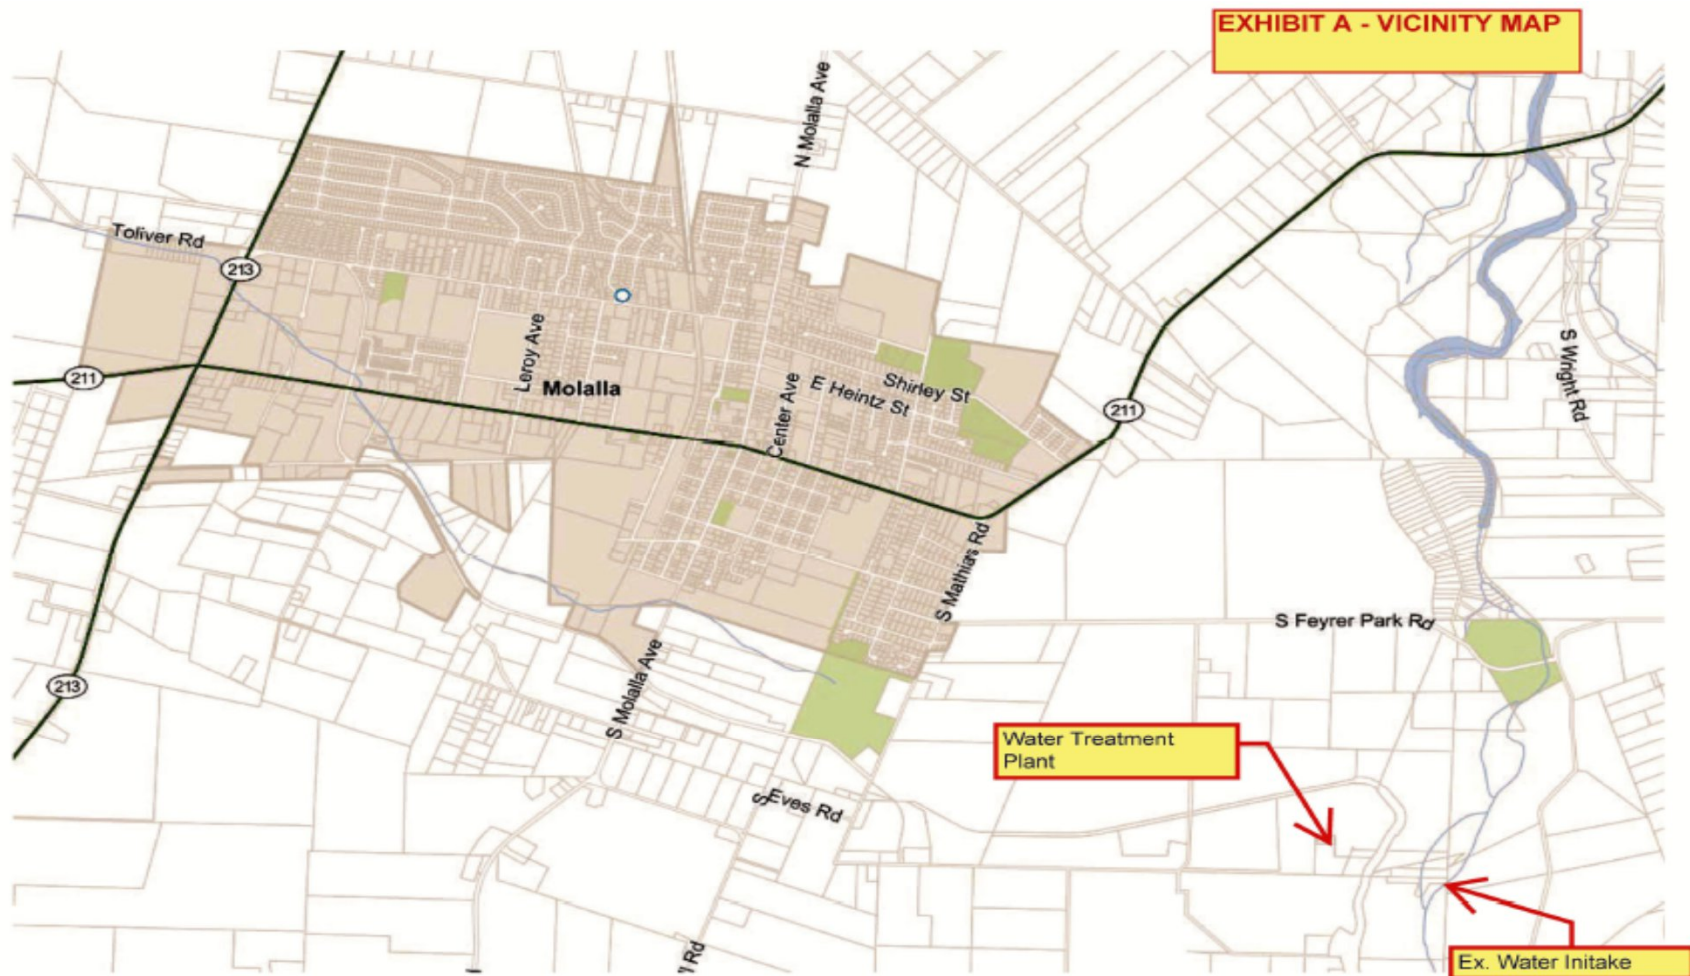 EXHIBIT A - VICINITY MAP
N Molalla Ave
Toliver Rd
213
Leroy Ave
211
Molalla
Center Ave
E Heintz St
Shirley St
211
S Wright Rd
S Mathias Rd
S Feyrer Park Rd
213
S Molalla Ave
Water Treatment
Plant
S Eves Rd
Rd
Ex. Water Initake